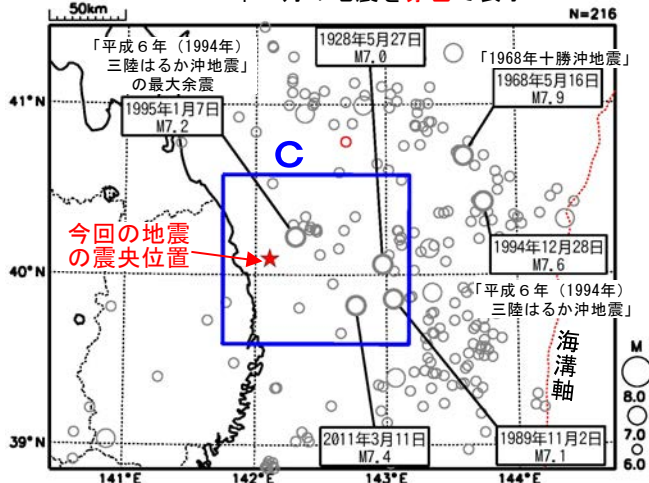 50km
N=216
「平成６年（1994年）
三陸はるか沖地震」
の最大余震
1995年1月7日
M7.2
1928年5月27日
M7.0
「1968年十勝沖地震」
1968年5月16日
M7.9
41°N
C
今回の地震
の震央位置
40°N
1994年12月28日
M7.6
「平成６年（1994年）
三陸はるか沖地震」
海溝軸
M
8.0
7.0
6.0
39°N
2011年3月11日
M7.4
1989年11月2日
M7.1
141°E
142°E
143°E
144°E